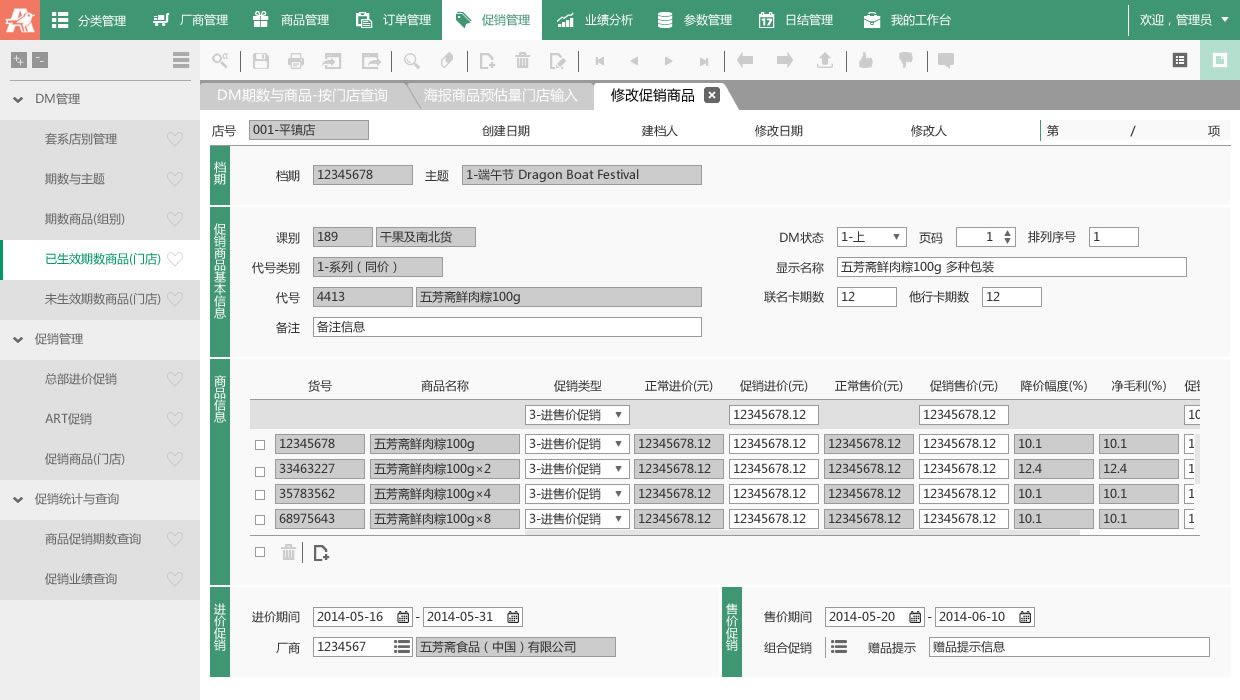 分类管理 厂商管理 商品管理 订单管理 促销管理 业绩分析 参数管理 日结管理 我的工作台 欢迎，管理员
DM管理
套系店别管理
期数与主题
期数商品(组别)
已生效期数商品(门店)
未生效期数商品(门店)
促销管理
总部进价促销
ART促销
促销商品(门店)
促销统计与查询
商品促销期数查询
促销业绩查询
DM期数与商品-按门店查询 海报商品预估量门店输入 修改促销商品
店号 001-平镇店 创建日期 建档人 修改日期 修改人 第 / 项
档期
档期 12345678 主题 1-端午节 Dragon Boat Festival
促销商品基本信息
课别 189 干果及南北货 DM状态 1-上 页码 1 排列序号 1
代号类别 1-系列（同价） 显示名称 五芳斋鲜肉粽100g 多种包装
代号 4413 五芳斋鲜肉粽100g 联名卡期数 12 他行卡期数 12
备注 备注信息
商品信息
货号 商品名称 促销类型 正常进价(元) 促销进价(元) 正常售价(元) 促销售价(元) 降价幅度(%) 净毛利(%) 促
3-进售价促销 12345678.12 12345678.12 10
12345678 五芳斋鲜肉粽100g 3-进售价促销 12345678.12 12345678.12 12345678.12 12345678.12 10.1 10.1 1
33463227 五芳斋鲜肉粽100g×2 3-进售价促销 12345678.12 12345678.12 12345678.12 12345678.12 12.4 12.4 1
35783562 五芳斋鲜肉粽100g×4 3-进售价促销 12345678.12 12345678.12 12345678.12 12345678.12 10.1 10.1 1
68975643 五芳斋鲜肉粽100g×8 3-进售价促销 12345678.12 12345678.12 12345678.12 12345678.12 10.1 10.1 1
进价促销
进价期间 2014-05-16 - 2014-05-31
厂商 1234567 五芳斋食品（中国）有限公司
售价促销
售价期间 2014-05-20 - 2014-06-10
组合促销 赠品提示 赠品提示信息